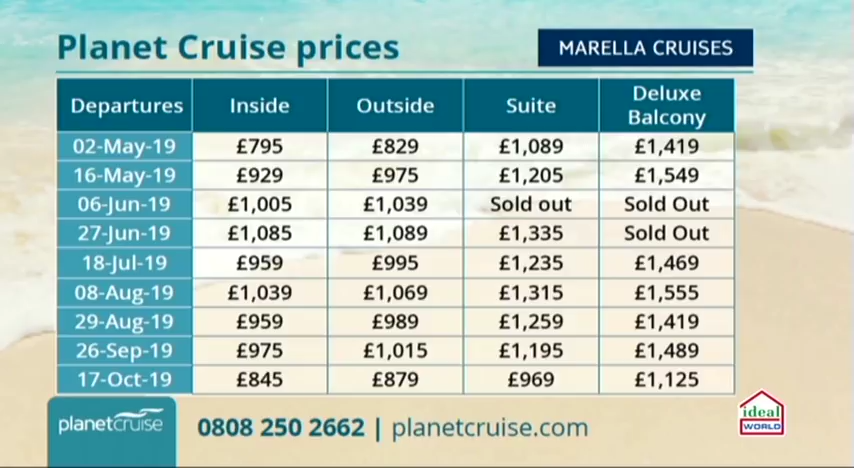 Planet Cruise prices
MARELLA CRUISES
Departures Inside Outside Suite Deluxe Balcony
02-May-19 £795 £829 £1,089 £1,419
16-May-19 £929 £975 £1,205 £1,549
06-Jun-19 £1,005 £1,039 Sold out Sold Out
27-Jun-19 £1,085 £1,089 £1,335 Sold Out
18-Jul-19 £959 £995 £1,235 £1,469
08-Aug-19 £1,039 £1,069 £1,315 £1,555
29-Aug-19 £959 £989 £1,259 £1,419
26-Sep-19 £975 £1,015 £1,195 £1,489
17-Oct-19 £845 £879 £969 £1,125
planetcruise
0808 250 2662 | planetcruise.com
ideal
WORLD